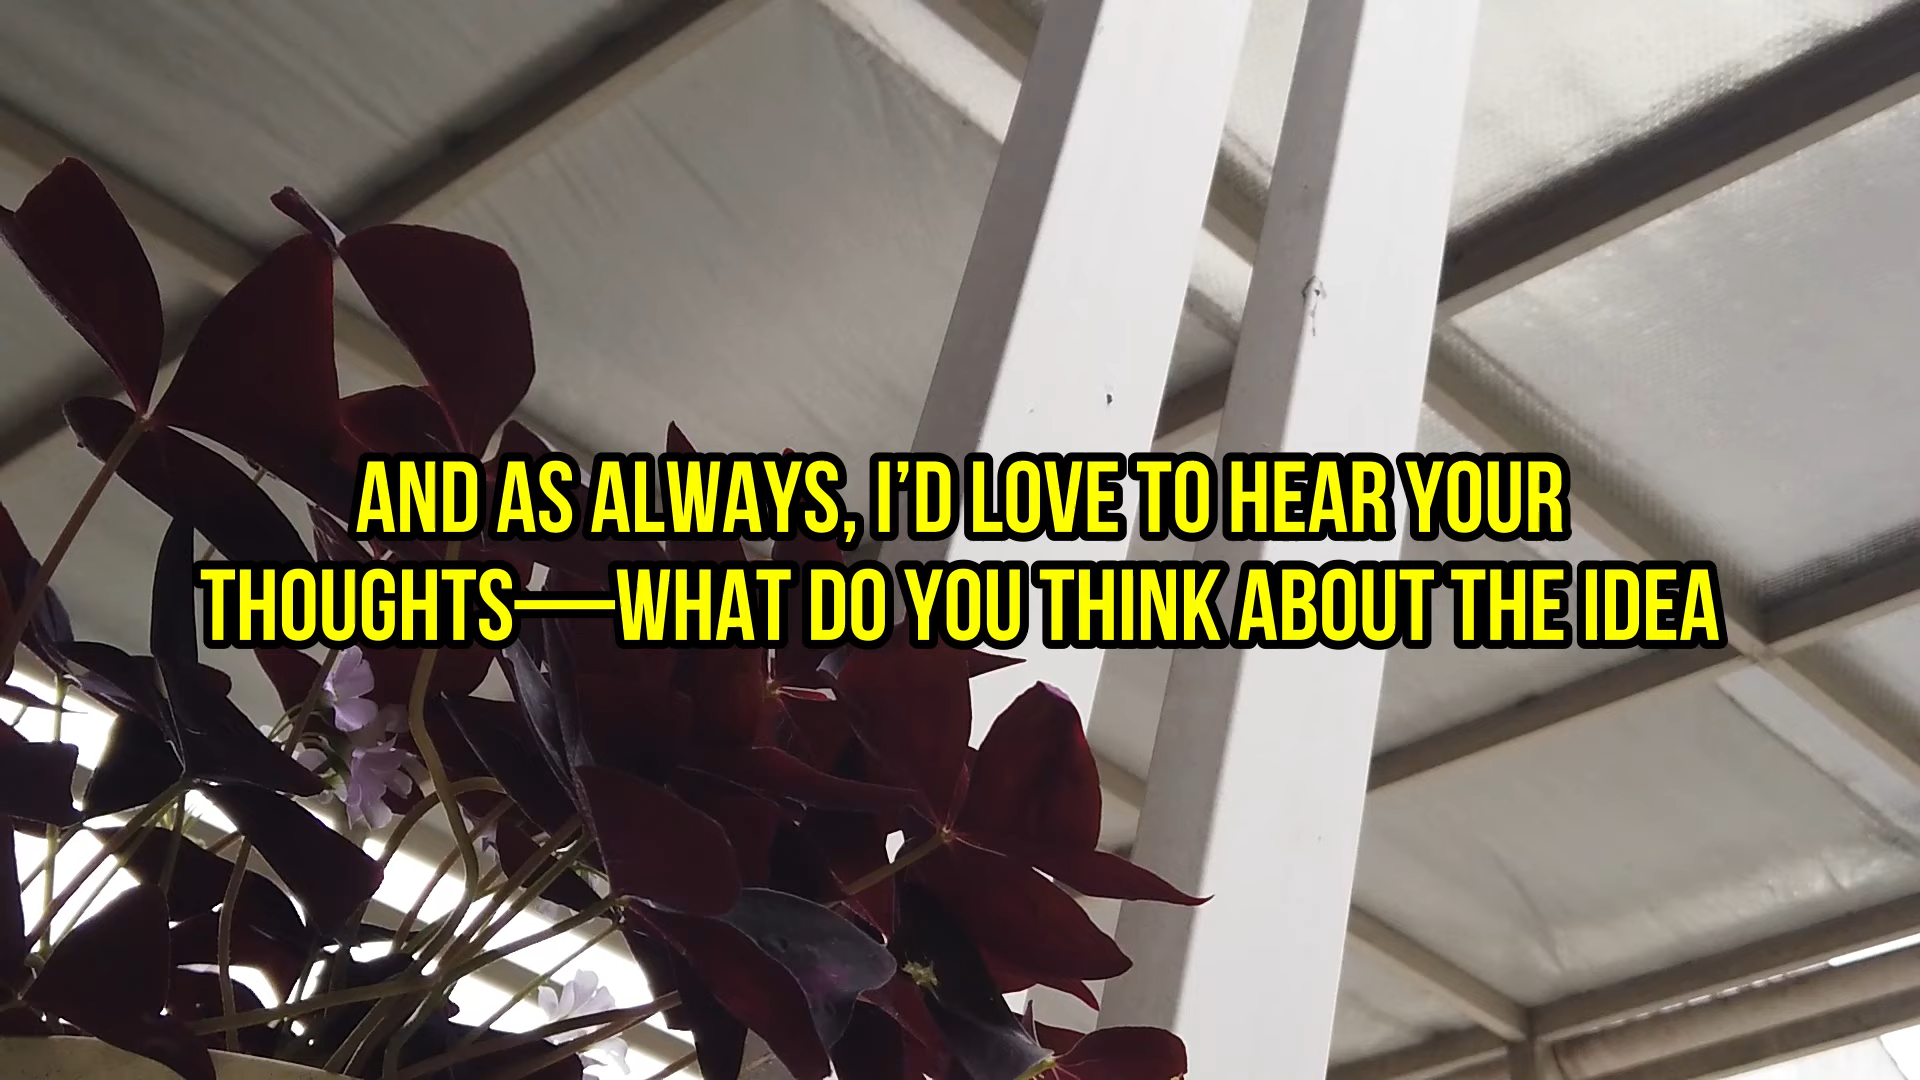 AND AS ALWAYS, I’D LOVE TO HEAR YOUR
THOUGHTS—WHAT DO YOU THINK ABOUT THE IDEA